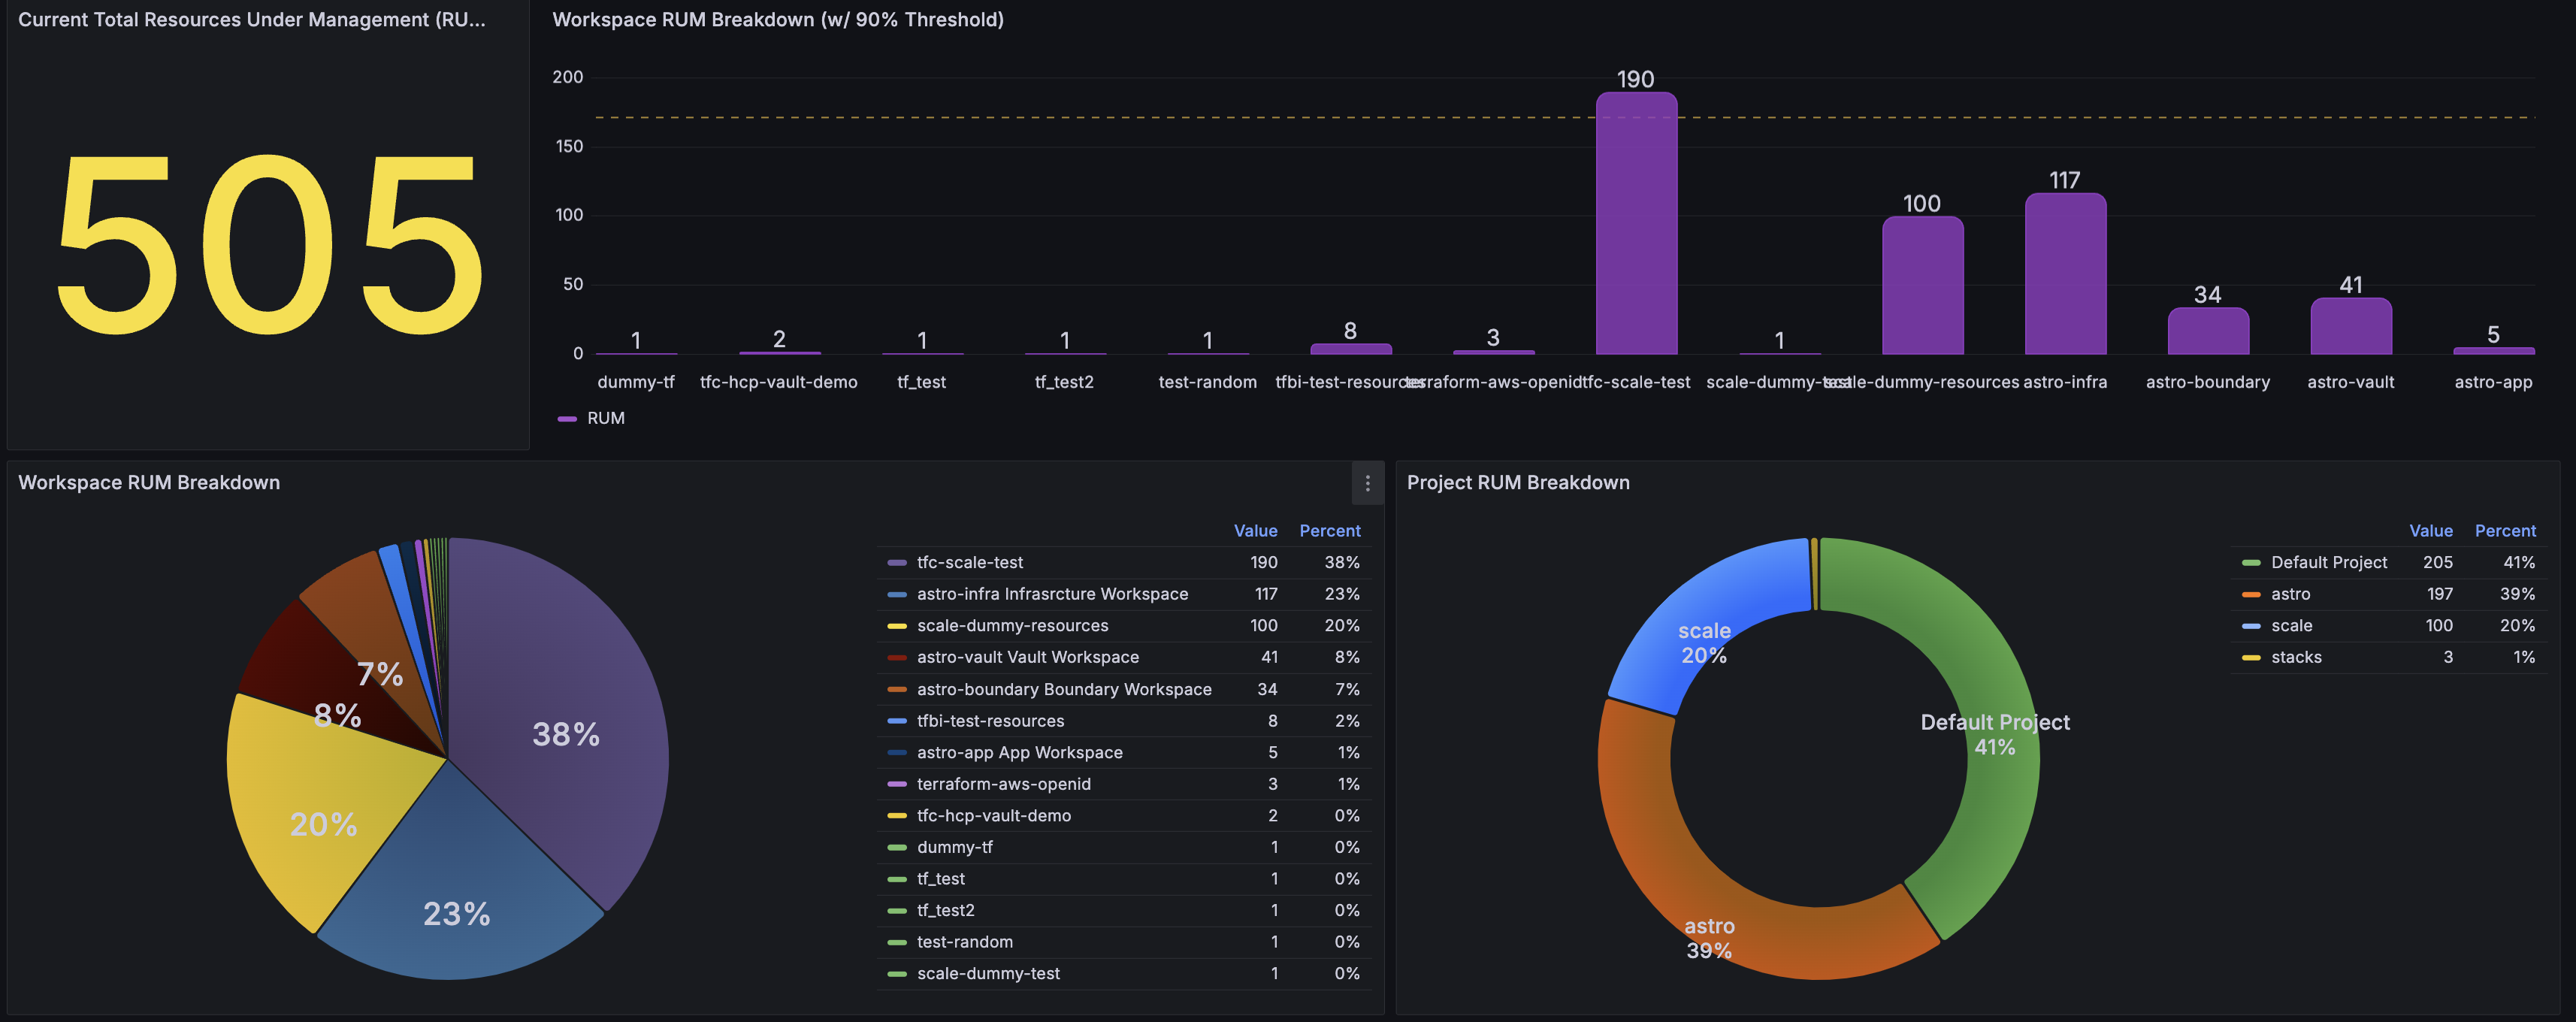 Current Total Resources Under Management (RU...
505
Workspace RUM Breakdown (w/ 90% Threshold)
200
150
100
50
0
1
2
1
1
1
8
3
190
1
100
117
34
41
5
dummy-tf
tfc-hcp-vault-demo
tf_test
tf_test2
test-random
tfbi-test-resources
terraform-aws-openid
tfc-scale-test
scale-dummy-test
scale-dummy-resources
astro-infra
astro-boundary
astro-vault
astro-app
RUM
Workspace RUM Breakdown
38%
23%
20%
8%
7%
Value Percent
tfc-scale-test 190 38%
astro-infra Infrasrcture Workspace 117 23%
scale-dummy-resources 100 20%
astro-vault Vault Workspace 41 8%
astro-boundary Boundary Workspace 34 7%
tfbi-test-resources 8 2%
astro-app App Workspace 5 1%
terraform-aws-openid 3 1%
tfc-hcp-vault-demo 2 0%
dummy-tf 1 0%
tf_test 1 0%
tf_test2 1 0%
test-random 1 0%
scale-dummy-test 1 0%
Project RUM Breakdown
scale
20%
Default Project
41%
astro
39%
Value Percent
Default Project 205 41%
astro 197 39%
scale 100 20%
stacks 3 1%